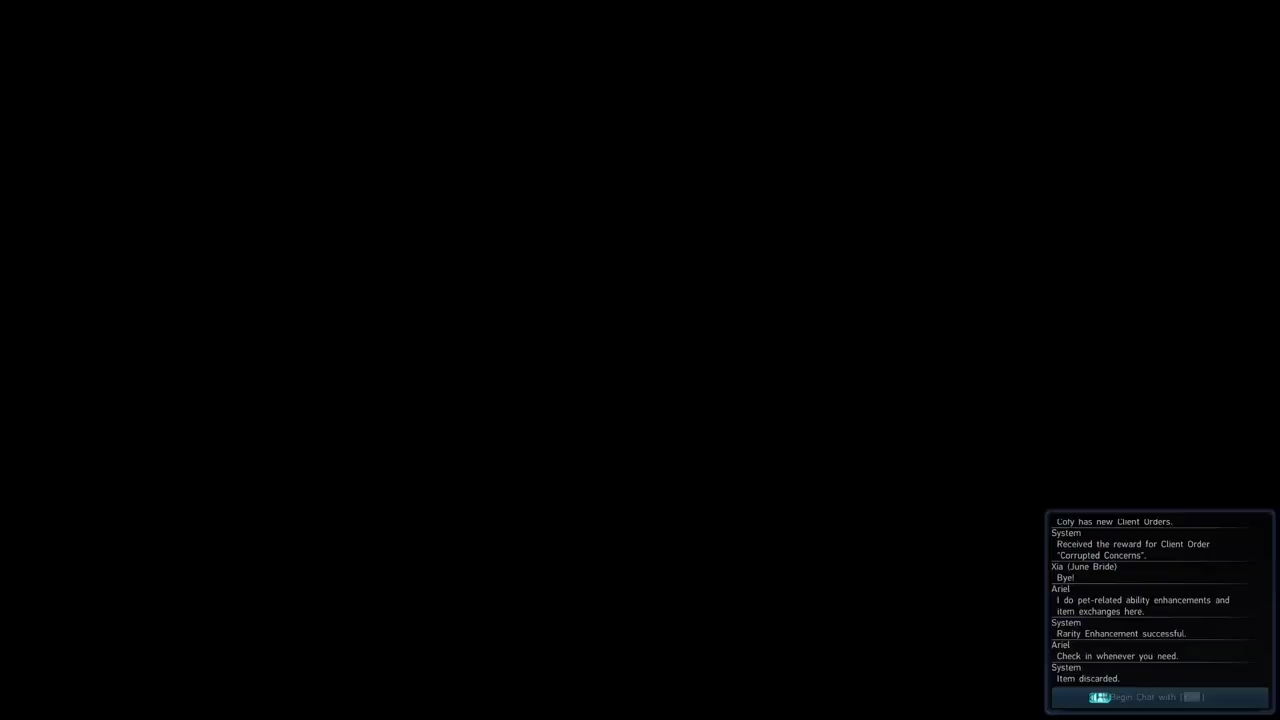 Cofy has new Client Orders.
System
Received the reward for Client Order
"Corrupted Concerns".
Xia (June Bride)
Bye!
Ariel
I do pet-related ability enhancements and
item exchanges here.
System
Rarity Enhancement successful.
Ariel
Check in whenever you need.
System
Item discarded.
Begin Chat with [